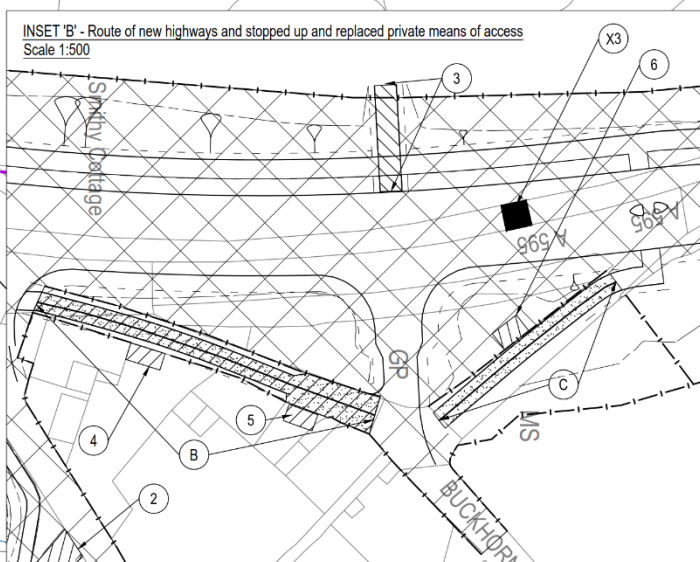 INSET 'B' - Route of new highways and stopped up and replaced private means of access
Scale 1:500
X3
3
6
Smithy Cottage
A 595
A 595
GP
C
5
4
B
MS
2
BUCKHORN